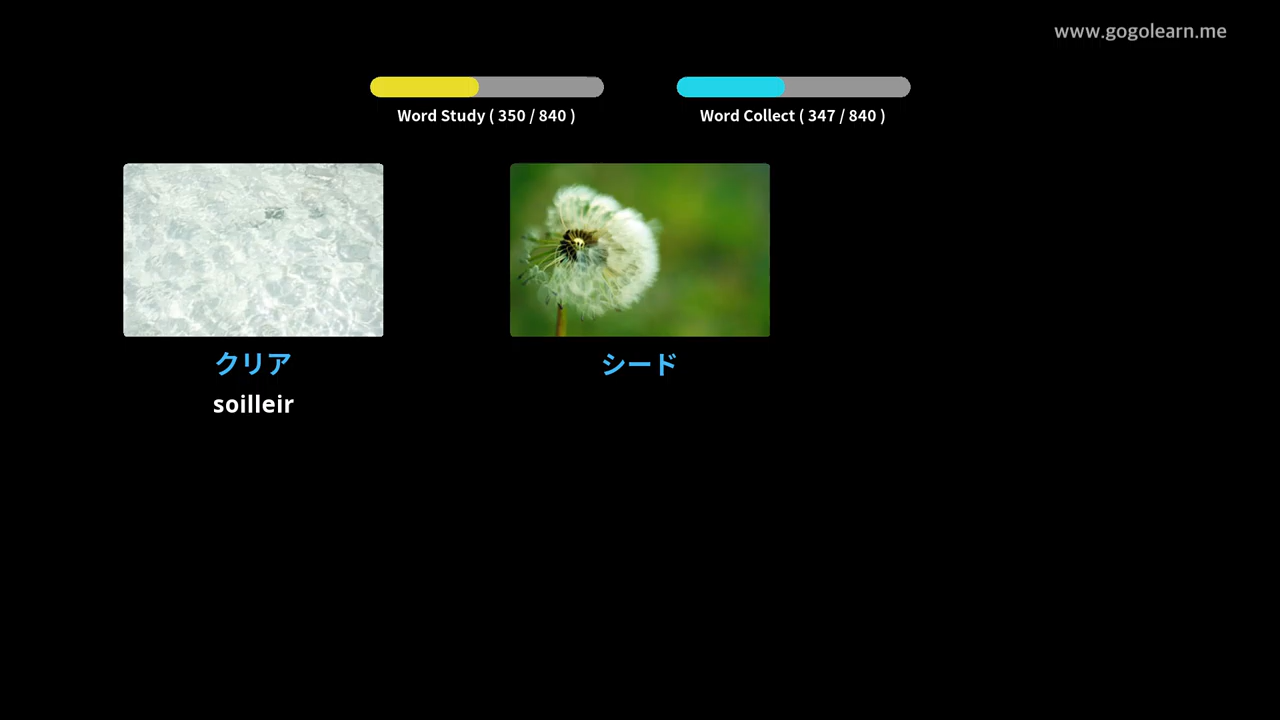 www.gogolearn.me
Word Study ( 350 / 840 )
Word Collect ( 347 / 840 )
クリア
シード
soilleir